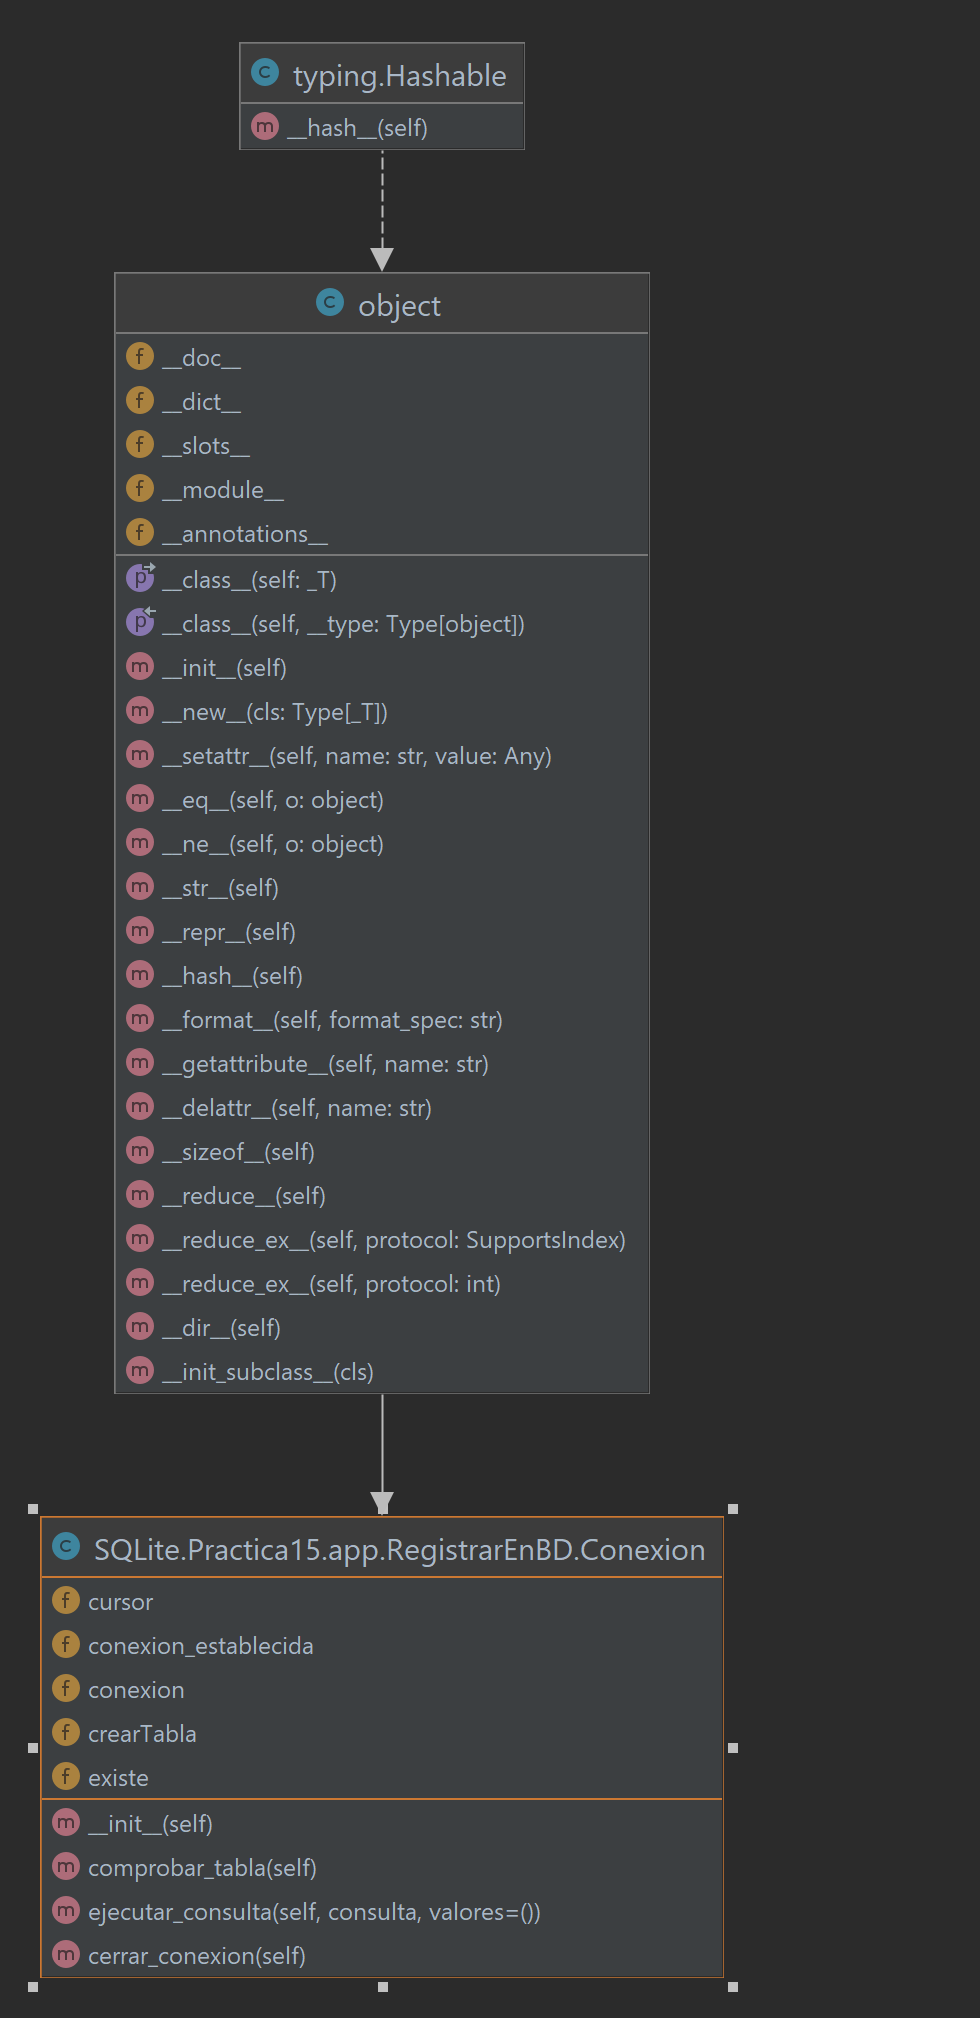 C typing.Hashable
m __hash__(self)
C object
f __doc__
f __dict__
f __slots__
f __module__
f __annotations__
p __class__(self: _T)
p __class__(self, __type: Type[object])
m __init__(self)
m __new__(cls: Type[_T])
m __setattr__(self, name: str, value: Any)
m __eq__(self, o: object)
m __ne__(self, o: object)
m __str__(self)
m __repr__(self)
m __hash__(self)
m __format__(self, format_spec: str)
m __getattribute__(self, name: str)
m __delattr__(self, name: str)
m __sizeof__(self)
m __reduce__(self)
m __reduce_ex__(self, protocol: SupportsIndex)
m __reduce_ex__(self, protocol: int)
m __dir__(self)
m __init_subclass__(cls)
C SQLite.Practica15.app.RegistrarEnBD.Conexion
f cursor
f conexion_establecida
f conexion
f crearTabla
f existe
m __init__(self)
m comprobar_tabla(self)
m ejecutar_consulta(self, consulta, valores=())
m cerrar_conexion(self)